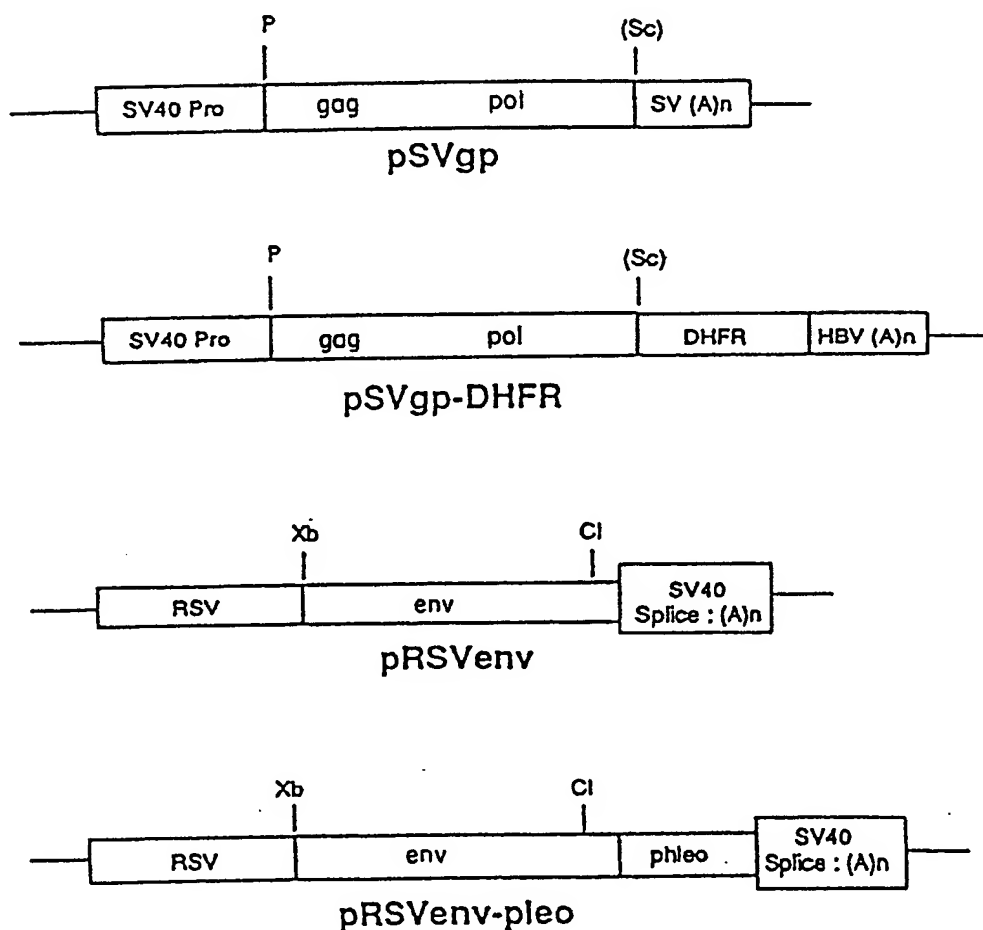 P (Sc)
SV40 Pro gag pol SV (A)n
pSVgp
P (Sc)
SV40 Pro gag pol DHFR HBV (A)n
pSVgp-DHFR
Xb Cl
RSV env SV40
Splice : (A)n
pRSVenv
Xb Cl
RSV env phleo SV40
Splice : (A)n
pRSVenv-pleo